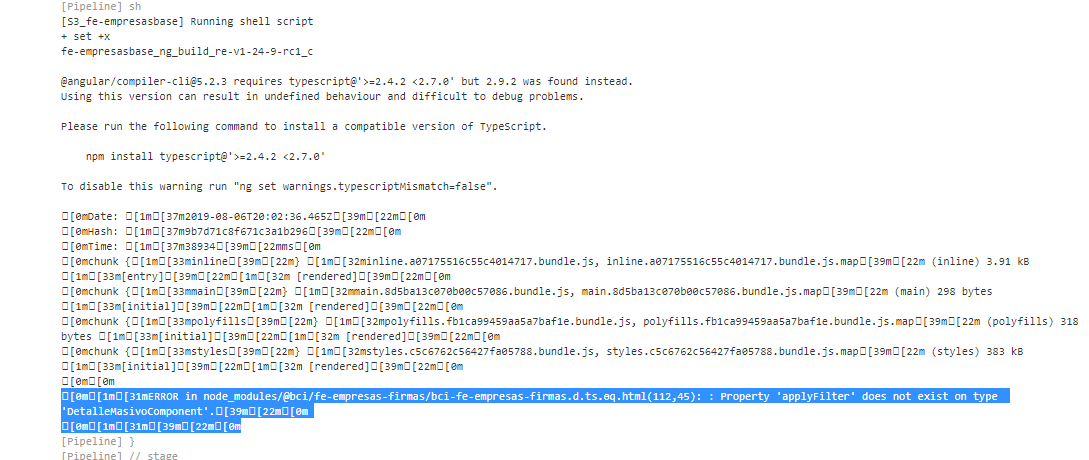 [Pipeline] sh
[S3_fe-empresasbase] Running shell script
+ set +x
fe-empresasbase_ng_build_re-v1-24-9-rc1_c
@angular/compiler-cli@5.2.3 requires typescript@'>=2.4.2 <2.7.0' but 2.9.2 was found instead.
Using this version can result in undefined behaviour and difficult to debug problems.
Please run the following command to install a compatible version of TypeScript.
npm install typescript@'>=2.4.2 <2.7.0'
To disable this warning run "ng set warnings.typescriptMismatch=false".
□[0mDate: □[1m□[37m2019-08-06T20:02:36.465Z□[39m□[22m□[0m
□[0mHash: □[1m□[37m9b7d71c8f671c3a1b296□[39m□[22m□[0m
□[0mTime: □[1m□[37m38934□[39m□[22mms□[0m
□[0mchunk {□[1m□[33minline□[39m□[22m} □[1m□[32minline.a07175516c55c4014717.bundle.js, inline.a07175516c55c4014717.bundle.js.map□[39m□[22m (inline) 3.91 kB
□[1m□[33m[entry]□[39m□[22m□[1m□[32m [rendered]□[39m□[22m□[0m
□[0mchunk {□[1m□[33mmain□[39m□[22m} □[1m□[32mmain.8d5ba13c070b00c57086.bundle.js, main.8d5ba13c070b00c57086.bundle.js.map□[39m□[22m (main) 298 bytes
□[1m□[33m[initial]□[39m□[22m□[1m□[32m [rendered]□[39m□[22m□[0m
□[0mchunk {□[1m□[33mpolyfills□[39m□[22m} □[1m□[32mpolyfills.fb1ca99459aa5a7baf1e.bundle.js, polyfills.fb1ca99459aa5a7baf1e.bundle.js.map□[39m□[22m (polyfills) 318
bytes □[1m□[33m[initial]□[39m□[22m□[1m□[32m [rendered]□[39m□[22m□[0m
□[0mchunk {□[1m□[33mstyles□[39m□[22m} □[1m□[32mstyles.c5c6762c56427fa05788.bundle.js, styles.c5c6762c56427fa05788.bundle.js.map□[39m□[22m (styles) 383 kB
□[1m□[33m[initial]□[39m□[22m□[1m□[32m [rendered]□[39m□[22m□[0m
□[0m□[0m
□[0m□[1m□[31mERROR in node_modules/@bci/fe-empresas-firmas/bci-fe-empresas-firmas.d.ts.øq.html(112,45): : Property 'applyFilter' does not exist on type
'DetalleMasivoComponent'.□[39m□[22m□[0m
□[0m□[1m□[31m□[39m□[22m□[0m
[Pipeline] }
[Pipeline] // stage